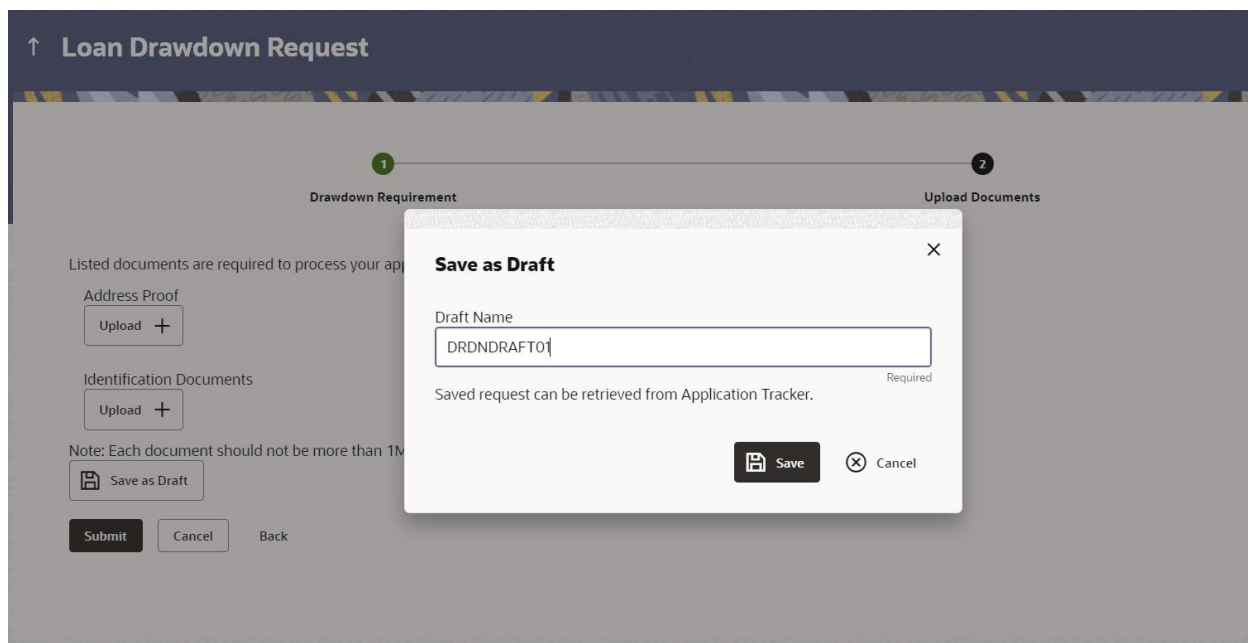 ↑ Loan Drawdown Request
1 2
Drawdown Requirement Upload Documents
Listed documents are required to process your
Address Proof
Upload +
Identification Documents
Upload +
Note: Each document should not be more than
Save as Draft
Submit Cancel Back
Save as Draft
Draft Name
DRDNDRAFT01
Required
Saved request can be retrieved from Application Tracker.
Save Cancel